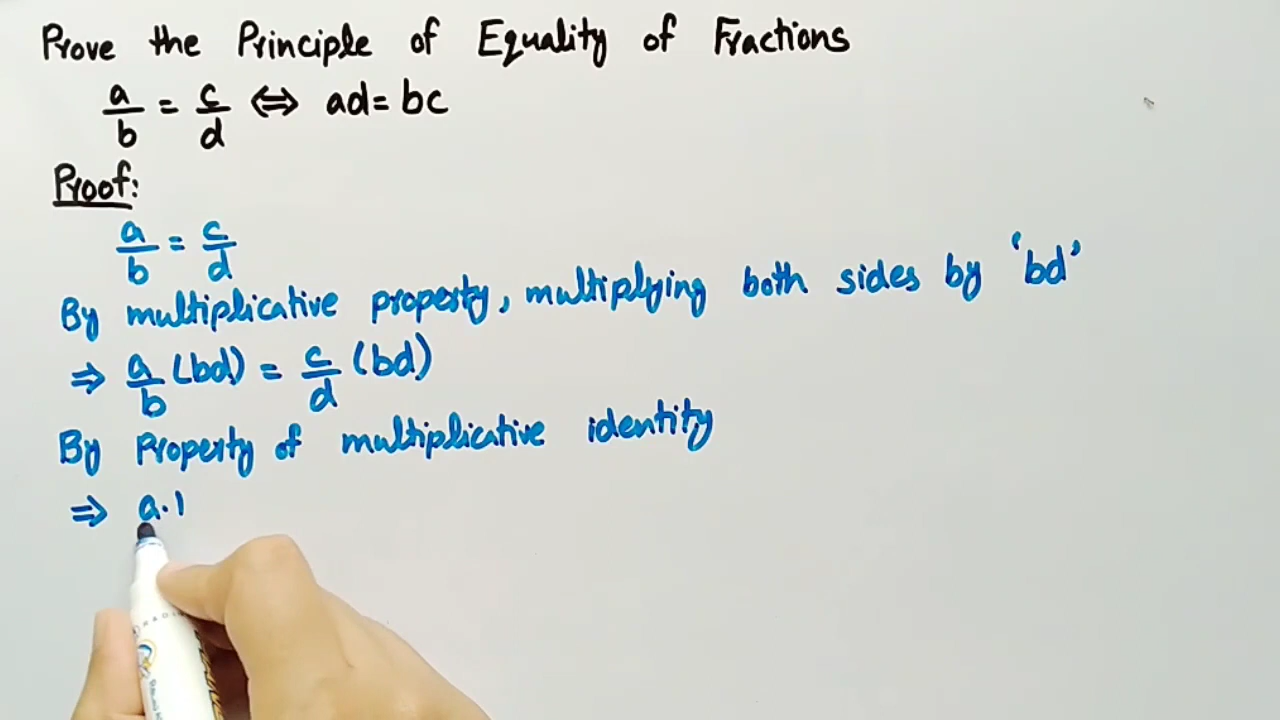 Prove the Principle of Equality of Fractions
a/b = c/d ⇔ ad = bc
Proof:
a/b = c/d
By multiplicative property, multiplying both sides by 'bd'
⇒ a/b (bd) = c/d (bd)
By Property of multiplicative identity
⇒ a · 1